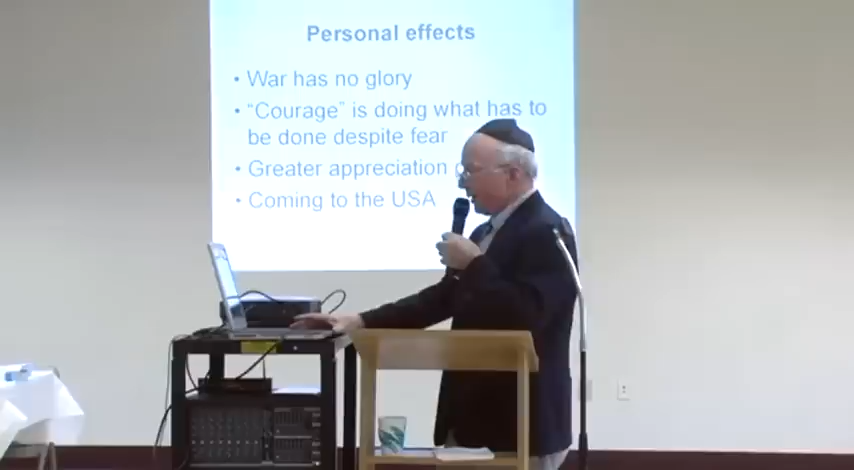 Personal effects
• War has no glory
• "Courage" is doing what has to
be done despite fear
• Greater appreciation
• Coming to the USA